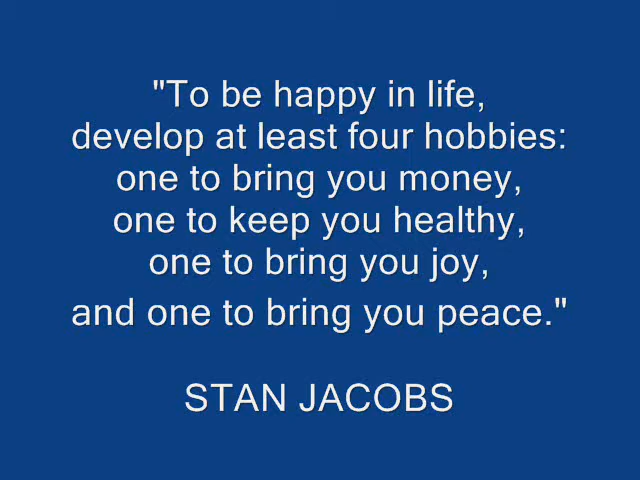 "To be happy in life,
develop at least four hobbies:
one to bring you money,
one to keep you healthy,
one to bring you joy,
and one to bring you peace."
STAN JACOBS